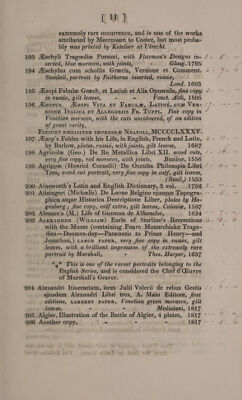 [ 11 ]
extremely rare occurrence, and is one of the works
attributed by Meermann to Coster, but most proba-
bly was printed by Ketelaer at Utrecht.
193 Æschyli Tragoediæ Porsoni, with Flaxman's Designs in-
serted, blue morocco, with joints, - Glasg. 1795
194 Æschylus cum scholiis Græcis, Versione et Comment.
Stanleii, portrait by Faithorne inserted, russia,
Lond. 1663
195 Æsopi Fabulæ Græcè, et Latinè et Alia Opuscula, fine copy
in russia, gilt leaves, - - Venet. Ald. 1505
196 Æsopus. Æsopi Vita et Fabulæ, Latine, cum Ver-
sione Italica et Allegoriis Fr. Tuppi. Fine copy in
Venetian morocco, with the cuts uncoloured, of an edition
of great rarity.
Finiunt feliciter impressæ Neapoli, MCCCCLXXXV.
197 Æsop's Fables with his Life, in English, French and Latin,
by Barlow, plates, russia, with joints, gilt leaves, 1687
198 Agricolæ (Geo.) De Re Metallica Libri XII. wood cuts,
very fine copy, red morocco, with joints, Basileæ, 1556
199 Agrippæ (Henrici Cornelii) De Occulta Philosophia Libri
Tres, wood cut portrait, very fine copy in calf, gilt leaves,
(Basil.) 1533
200 Ainsworth's Latin and English Dictionary, 2 vol. 1752
201 Aitsingeri (Michaelis) De Leone Belgico ejusque Topogra-
phica atque Historica Descriptione Liber, plates by Ho-
genberg; fine copy, calf extra, gilt leaves, Coloniæ, 1587
202 Aleman's (M.) Life of Guzman de Alfarache, 1634
203 Alexander (William) Earle of Sterline's Recreations
with the Muses (containing Foure Monarchicke Trage-
dies—Doomes-day—Paranesis to Prince Henry—and
Jonathan,) large paper, very fine copy in russia, gilt
leaves, with a brilliant impression of the extremely rare
portrait by Marshall, - Tho. Harper, 1637
*** This is one of the rarest portraits belonging to the
English Series, and is considered the Chef d'Œuvre
of Marshall's Graver.
204 Alexandri Itinerarium, item Julii Valerii de rebus Gestis
ejusdem Alexandri Libri tres, A. Maio Editore, first
editions, largest paper, Venetian green morocco, gilt
leaves, - - - Mediolani, 1817
205 Algier, Illustration of the Battle of Algier, 4 plates, 1817
206 Another copy, - - - - 1817